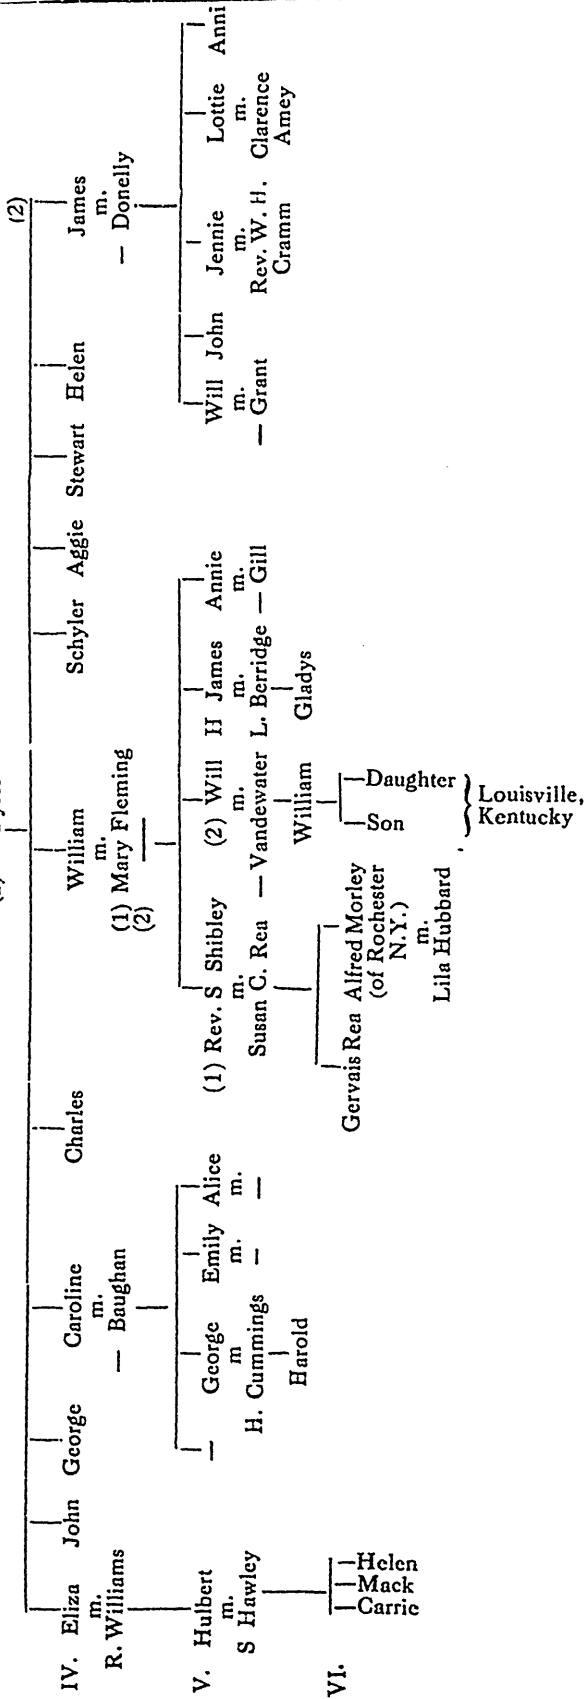 (2)
IV. Eliza John George Caroline Charles William Schyler Aggie Stewart Helen James
m. m. m. m.
R. Williams — Baughan (1) Mary Fleming — Donelly
(2)
V. Hulbert — George Emily Alice (1) Rev. S Shibley (2) Will H James Annie Will John Jennie Lottie Anni
m. m m. m. m. m. m. m. m. m. m.
S Hawley H. Cummings — — Susan C. Rea — Vandewater L. Berridge — Gill — Grant Rev. W. H. Clarence
Cramm Amey
Harold William Gladys
VI. —Helen
—Mack
—Carrie
Gervais Rea Alfred Morley
(of Rochester
N.Y.)
m.
Lila Hubbard
—Son —Daughter
Louisville,
Kentucky